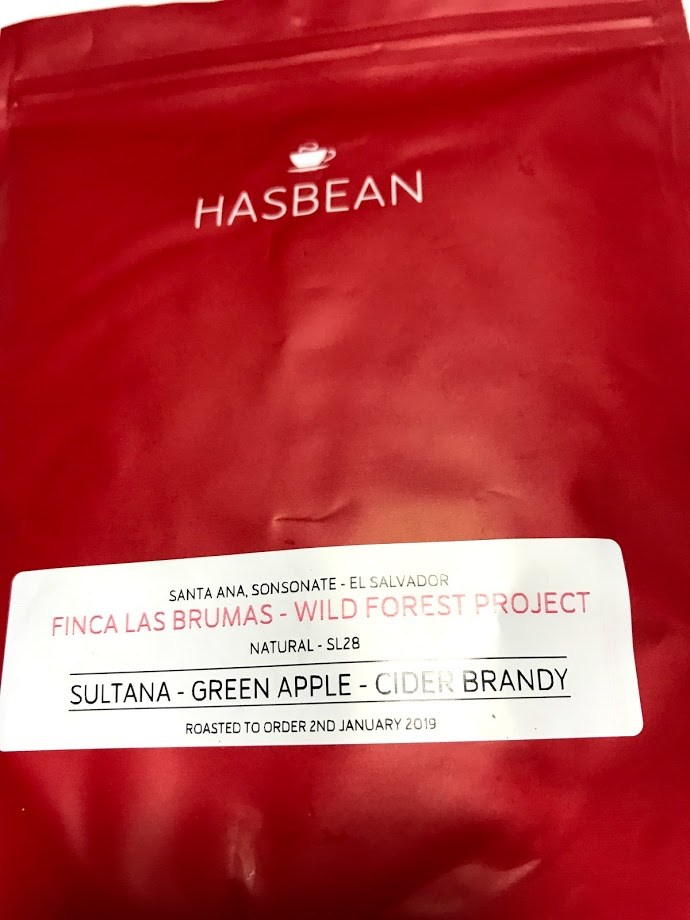 HASBEAN
SANTA ANA, SONSONATE - EL SALVADOR
FINCA LAS BRUMAS - WILD FOREST PROJECT
NATURAL - SL28
SULTANA - GREEN APPLE - CIDER BRANDY
ROASTED TO ORDER 2ND JANUARY 2019